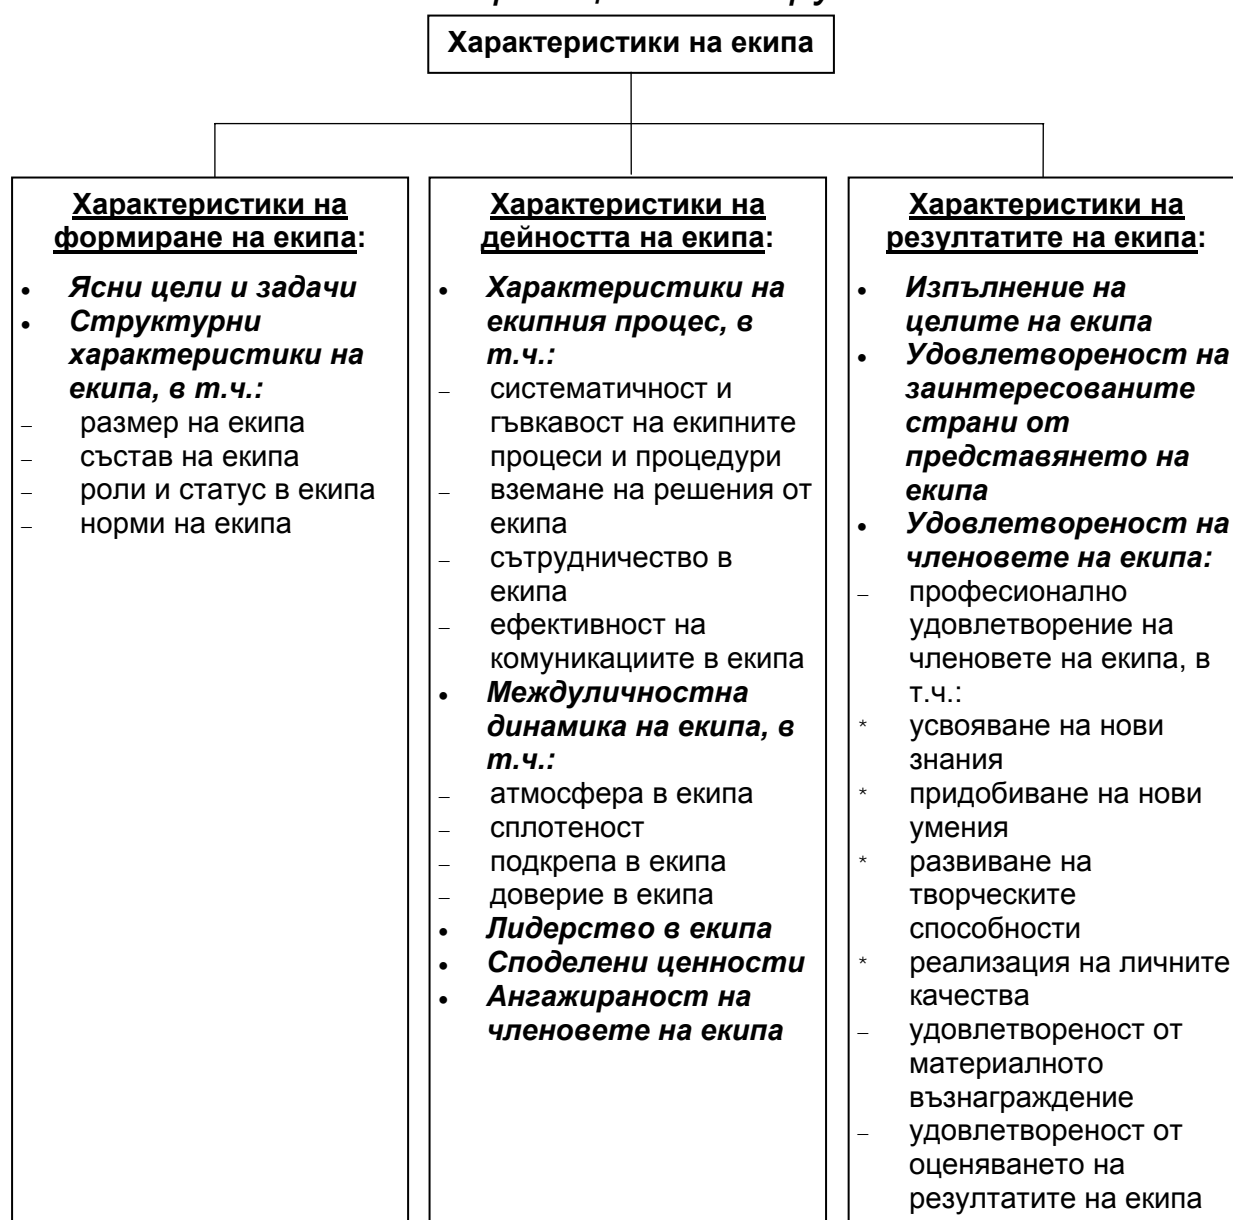 Характеристики на екипа
Характеристики на
формиране на екипа:
• Ясни цели и задачи
• Структурни
характеристики на
екипа, в т.ч.:
– размер на екипа
– състав на екипа
– роли и статус в екипа
– норми на екипа
Характеристики на
дейността на екипа:
• Характеристики на
екипния процес, в
т.ч.:
– систематичност и
гъвкавост на екипните
процеси и процедури
– вземане на решения от
екипа
– сътрудничество в
екипа
– ефективност на
комуникациите в екипа
• Междуличностна
динамика на екипа, в
т.ч.:
– атмосфера в екипа
– сплотеност
– подкрепа в екипа
– доверие в екипа
• Лидерство в екипа
• Споделени ценности
• Ангажираност на
членовете на екипа
Характеристики на
резултатите на екипа:
• Изпълнение на
целите на екипа
• Удовлетвореност на
заинтересованите
страни от
представянето на
екипа
• Удовлетвореност на
членовете на екипа:
– професионално
удовлетворение на
членовете на екипа, в
т.ч.:
* усвояване на нови
знания
* придобиване на нови
умения
* развиване на
творческите
способности
* реализация на личните
качества
– удовлетвореност от
материалното
възнаграждение
– удовлетвореност от
оценяването на
резултатите на екипа